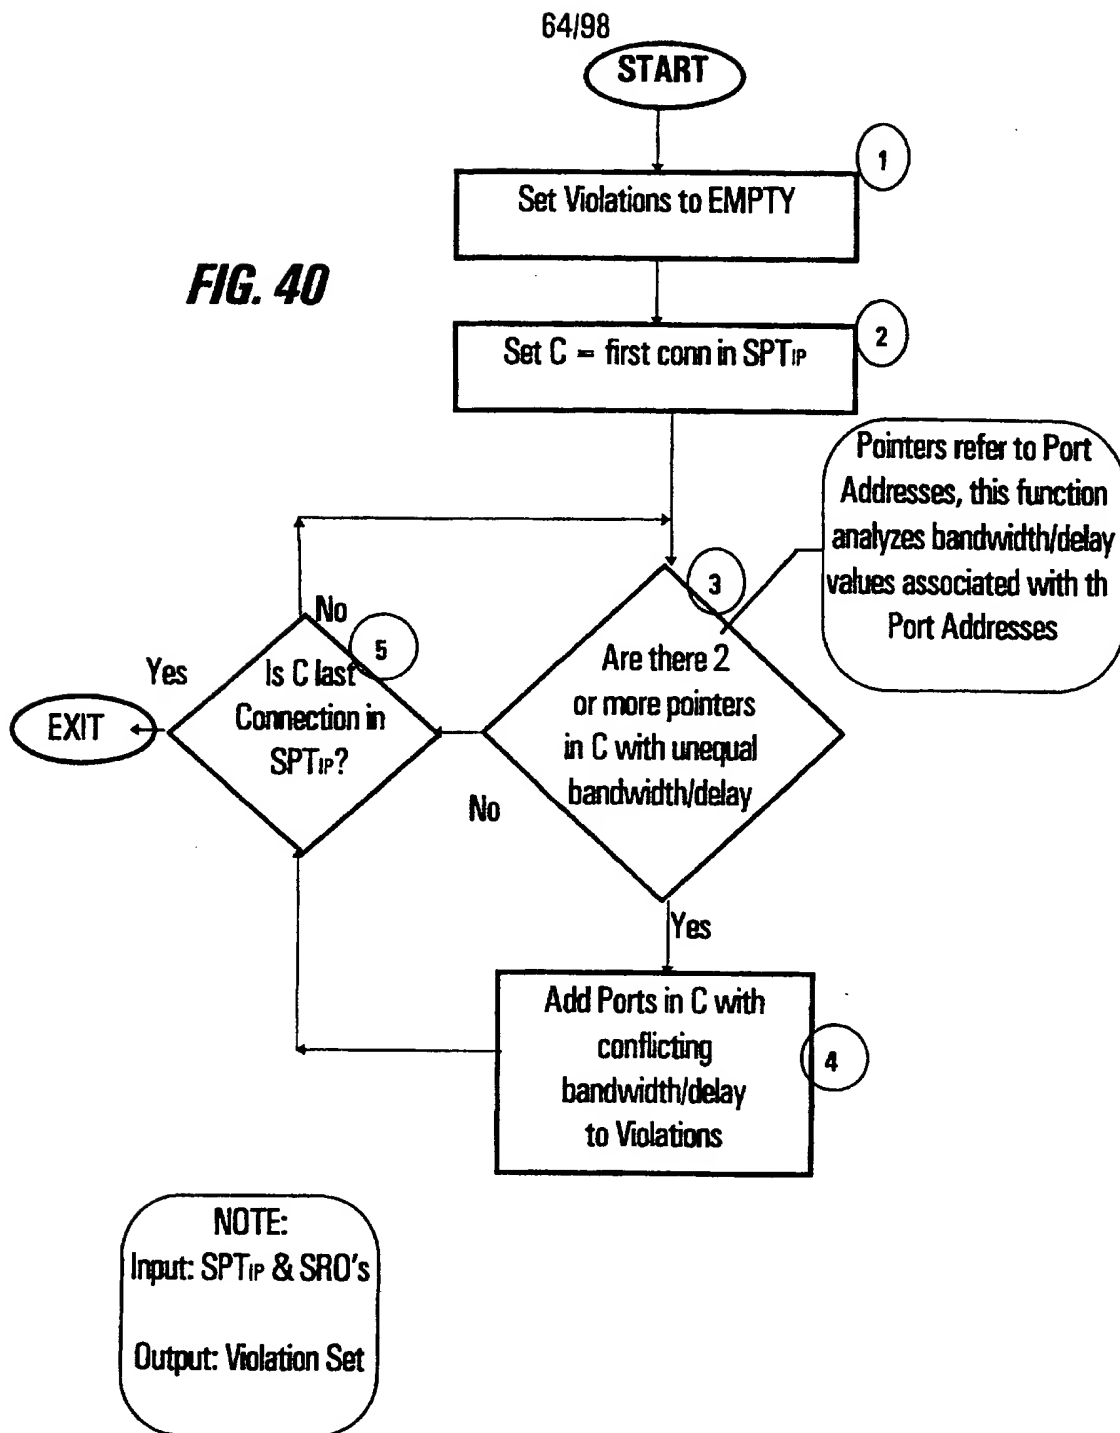 64/98
START
1
Set Violations to EMPTY
FIG. 40
2
Set C = first conn in SPTIP
Pointers refer to Port
Addresses, this function
analyzes bandwidth/delay
values associated with th
Port Addresses
3
Are there 2
or more pointers
in C with unequal
bandwidth/delay
No
5
Is C last
Connection in
SPTIP?
Yes
EXIT
No
Yes
Add Ports in C with
conflicting
bandwidth/delay
to Violations
4
NOTE:
Input: SPTIP & SRO's
Output: Violation Set